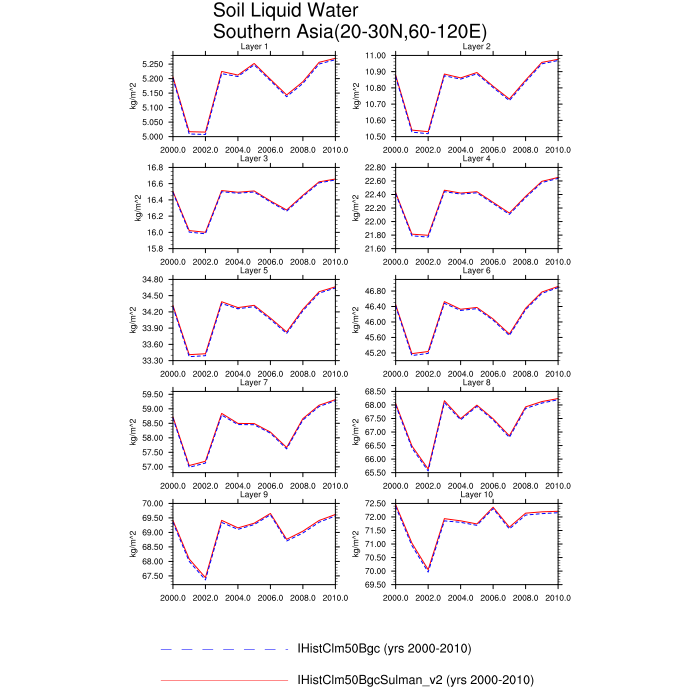 Soil Liquid Water
Southern Asia(20-30N,60-120E)
Layer 1
Layer 2
5.250
5.200
5.150
5.100
5.050
5.000
kg/m^2
2000.0 2002.0 2004.0 2006.0 2008.0 2010.0
11.00
10.90
10.80
10.70
10.60
10.50
kg/m^2
2000.0 2002.0 2004.0 2006.0 2008.0 2010.0
Layer 3
Layer 4
16.8
16.6
16.4
16.2
16.0
15.8
kg/m^2
2000.0 2002.0 2004.0 2006.0 2008.0 2010.0
22.80
22.60
22.40
22.20
22.00
21.80
21.60
kg/m^2
2000.0 2002.0 2004.0 2006.0 2008.0 2010.0
Layer 5
Layer 6
34.80
34.50
34.20
33.90
33.60
33.30
kg/m^2
2000.0 2002.0 2004.0 2006.0 2008.0 2010.0
46.80
46.40
46.00
45.60
45.20
kg/m^2
2000.0 2002.0 2004.0 2006.0 2008.0 2010.0
Layer 7
Layer 8
59.50
59.00
58.50
58.00
57.50
57.00
kg/m^2
2000.0 2002.0 2004.0 2006.0 2008.0 2010.0
68.50
68.00
67.50
67.00
66.50
66.00
65.50
kg/m^2
2000.0 2002.0 2004.0 2006.0 2008.0 2010.0
Layer 9
Layer 10
70.00
69.50
69.00
68.50
68.00
67.50
kg/m^2
2000.0 2002.0 2004.0 2006.0 2008.0 2010.0
72.50
72.00
71.50
71.00
70.50
70.00
69.50
kg/m^2
2000.0 2002.0 2004.0 2006.0 2008.0 2010.0
IHistClm50Bgc (yrs 2000-2010)
IHistClm50BgcSulman_v2 (yrs 2000-2010)